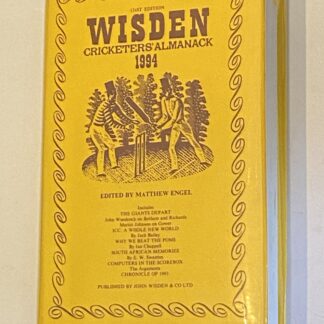 131ST EDITION
WISDEN
CRICKETERS' ALMANACK
1994
EDITED BY MATTHEW ENGEL
Includes
THE GIANTS DEPART
John Woodcock on Botham and Richards
Martin Johnson on Gower
ICC: A WHOLE NEW WORLD
By Jack Bailey
WHY WE BEAT THE POMS
by Ian Chappell
SOUTH AFRICAN MEMORIES
By E. W. Swanton
COMPUTERS IN THE SCOREBOX
The Arguments
CHRONICLE OF 1993
PUBLISHED BY JOHN WISDEN & CO LTD